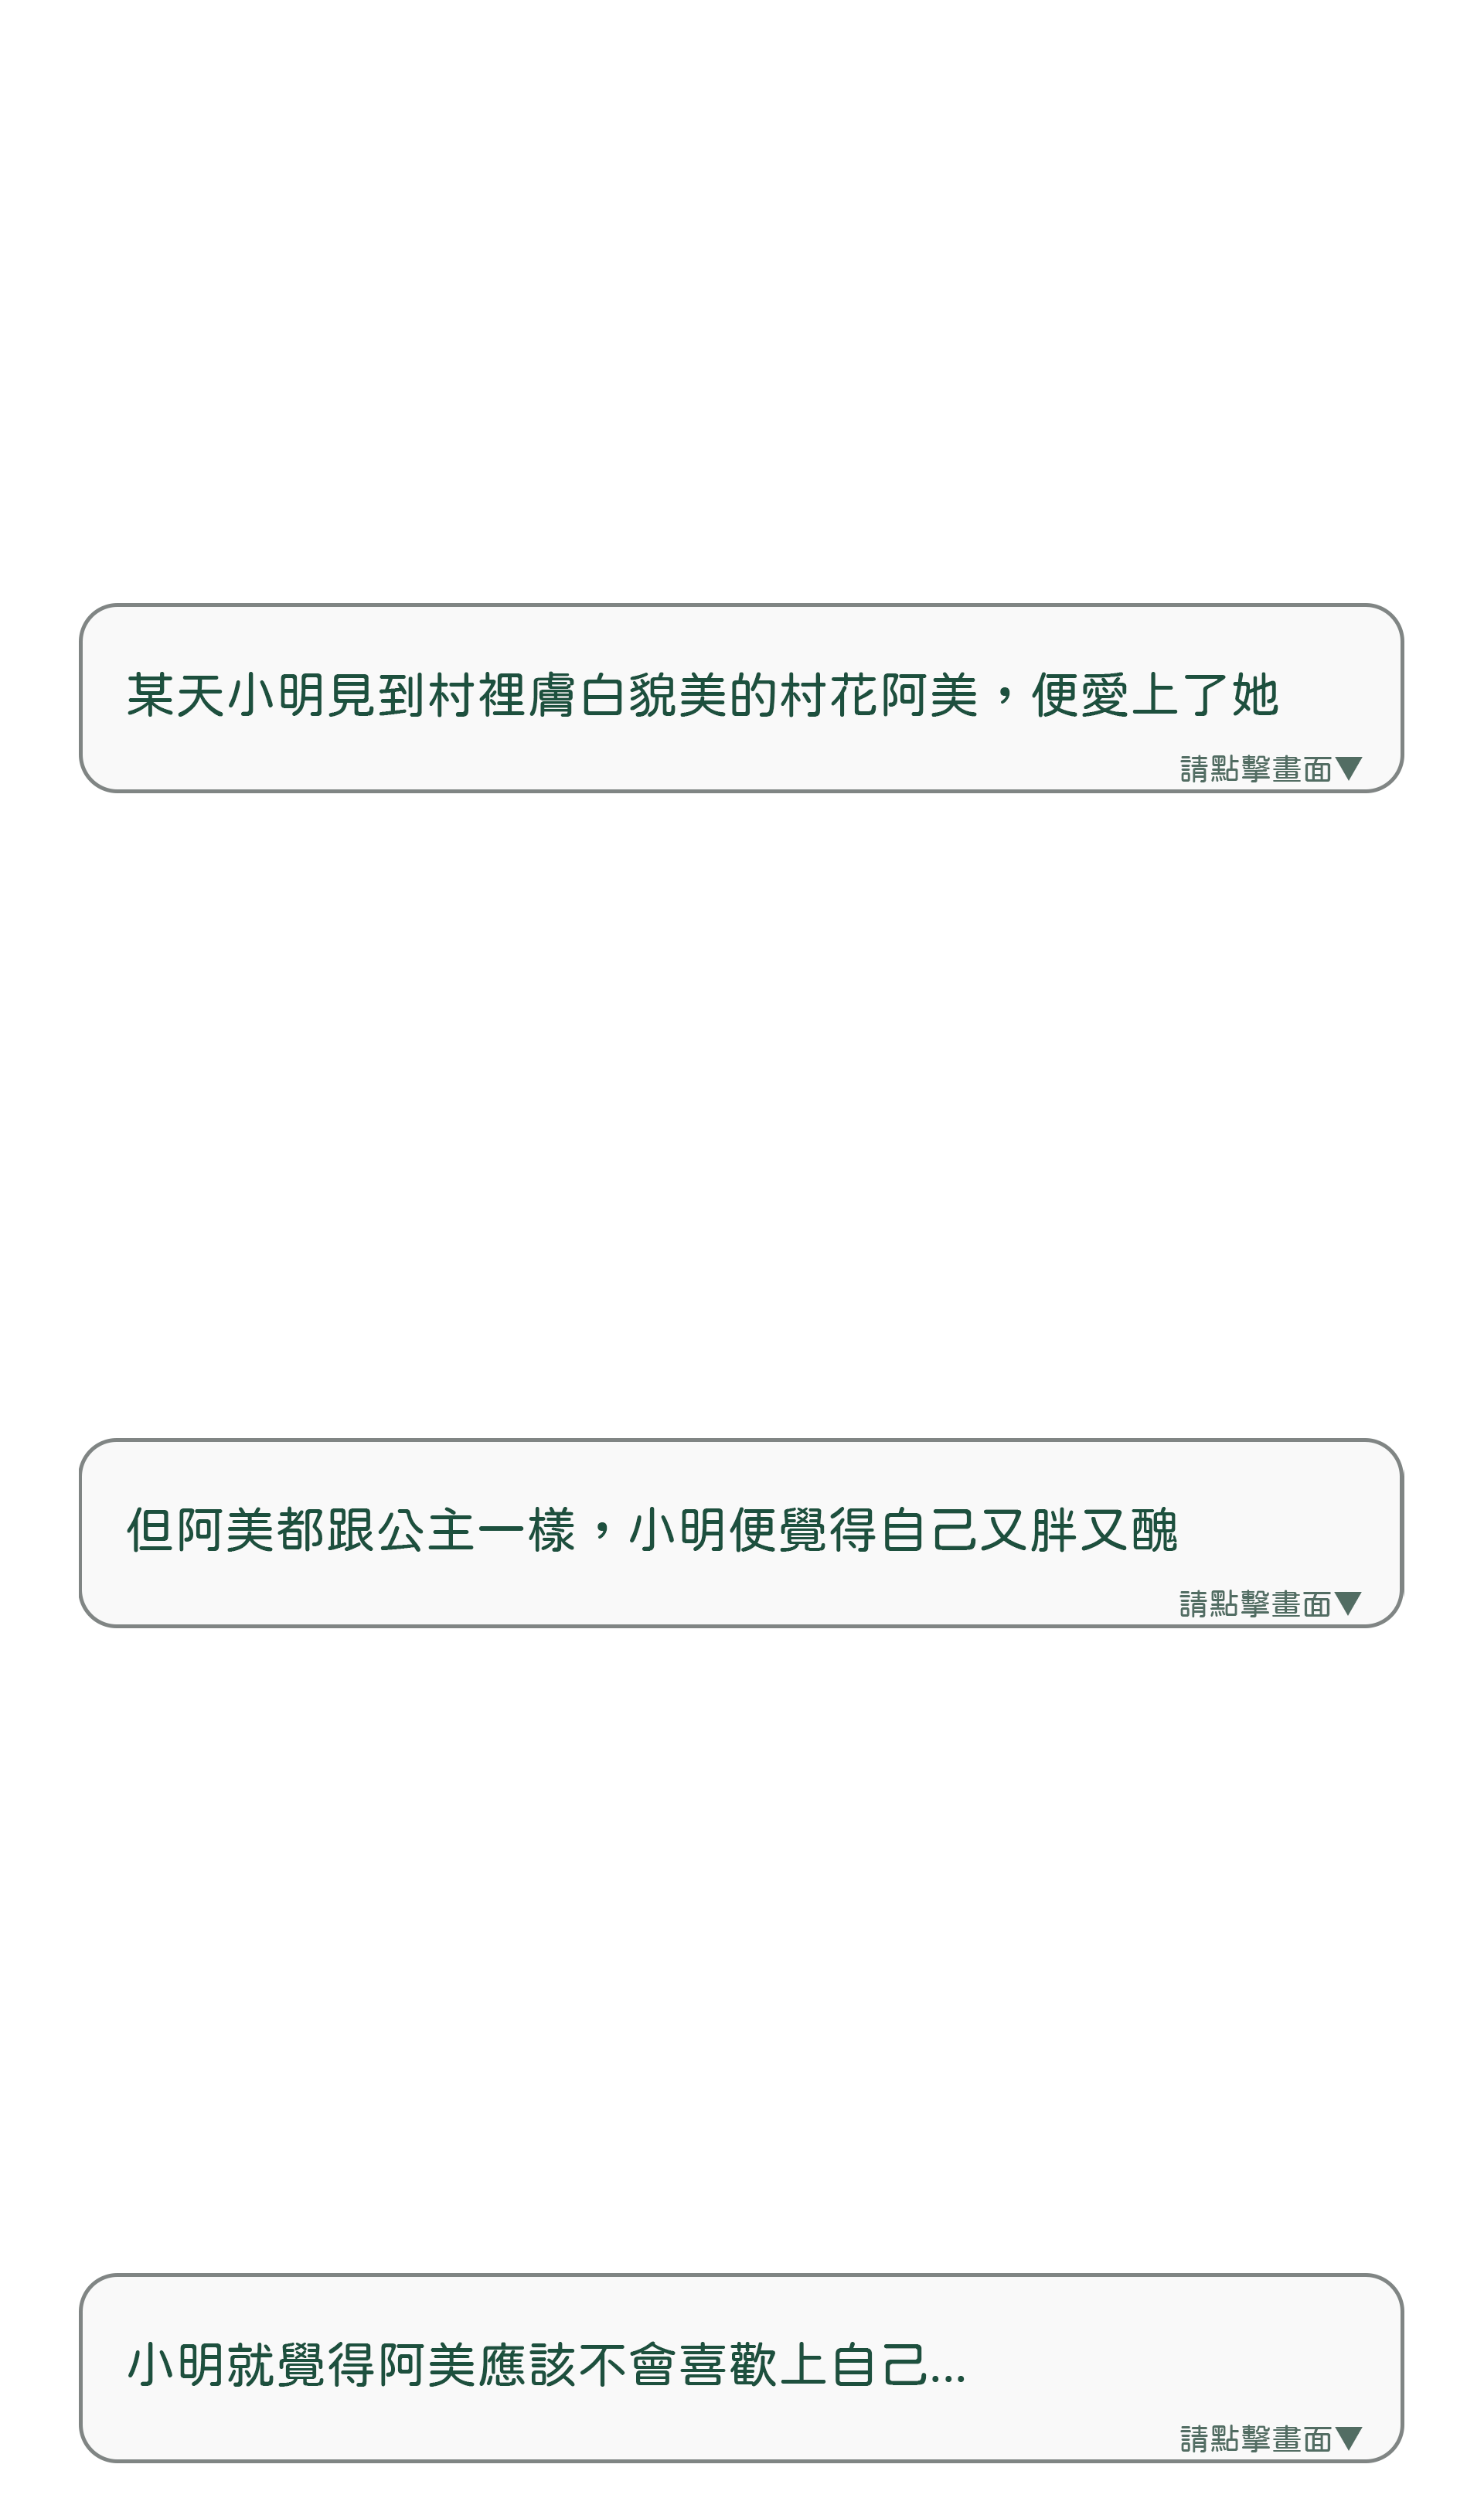 某天小明見到村裡膚白貌美的村花阿美，便愛上了她
請點擊畫面▼
但阿美都跟公主一樣，小明便覺得自己又胖又醜
請點擊畫面▼
小明就覺得阿美應該不會喜歡上自己...
請點擊畫面▼